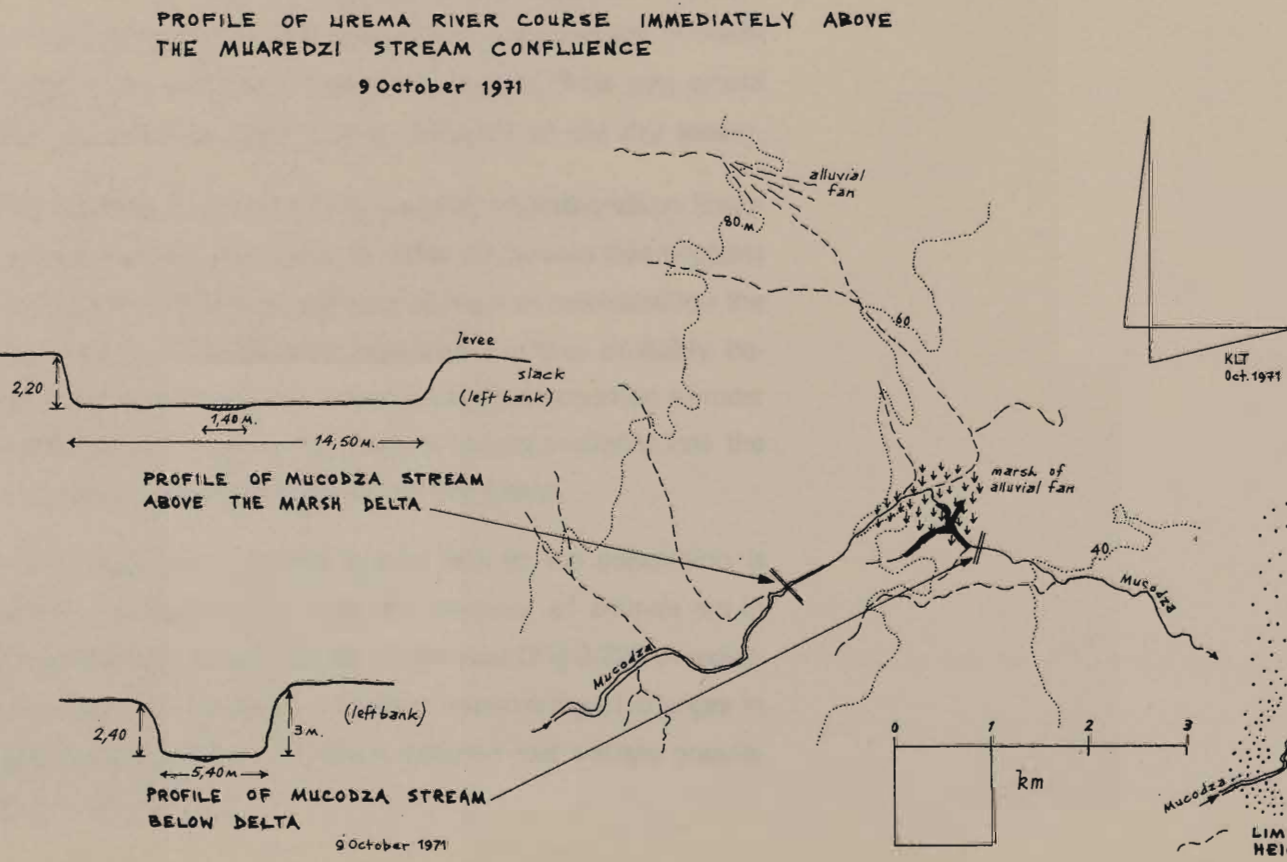 PROFILE OF UREMA RIVER COURSE IMMEDIATELY ABOVE
THE MUAREDZI STREAM CONFLUENCE
9 October 1971
alluvial
fan
80 M
60
KLT
Oct. 1971
levee
slack
(left bank)
2,20
1,40 M.
14,50 M.
PROFILE OF MUCODZA STREAM
ABOVE THE MARSH DELTA
marsh of
alluvial fan
40
Mucodza
Mucodza
(left bank)
2,40
3 M.
5,40 M
PROFILE OF MUCODZA STREAM
BELOW DELTA
9 October 1971
0 1 2 3
km
Mucodza
LIM
HEI